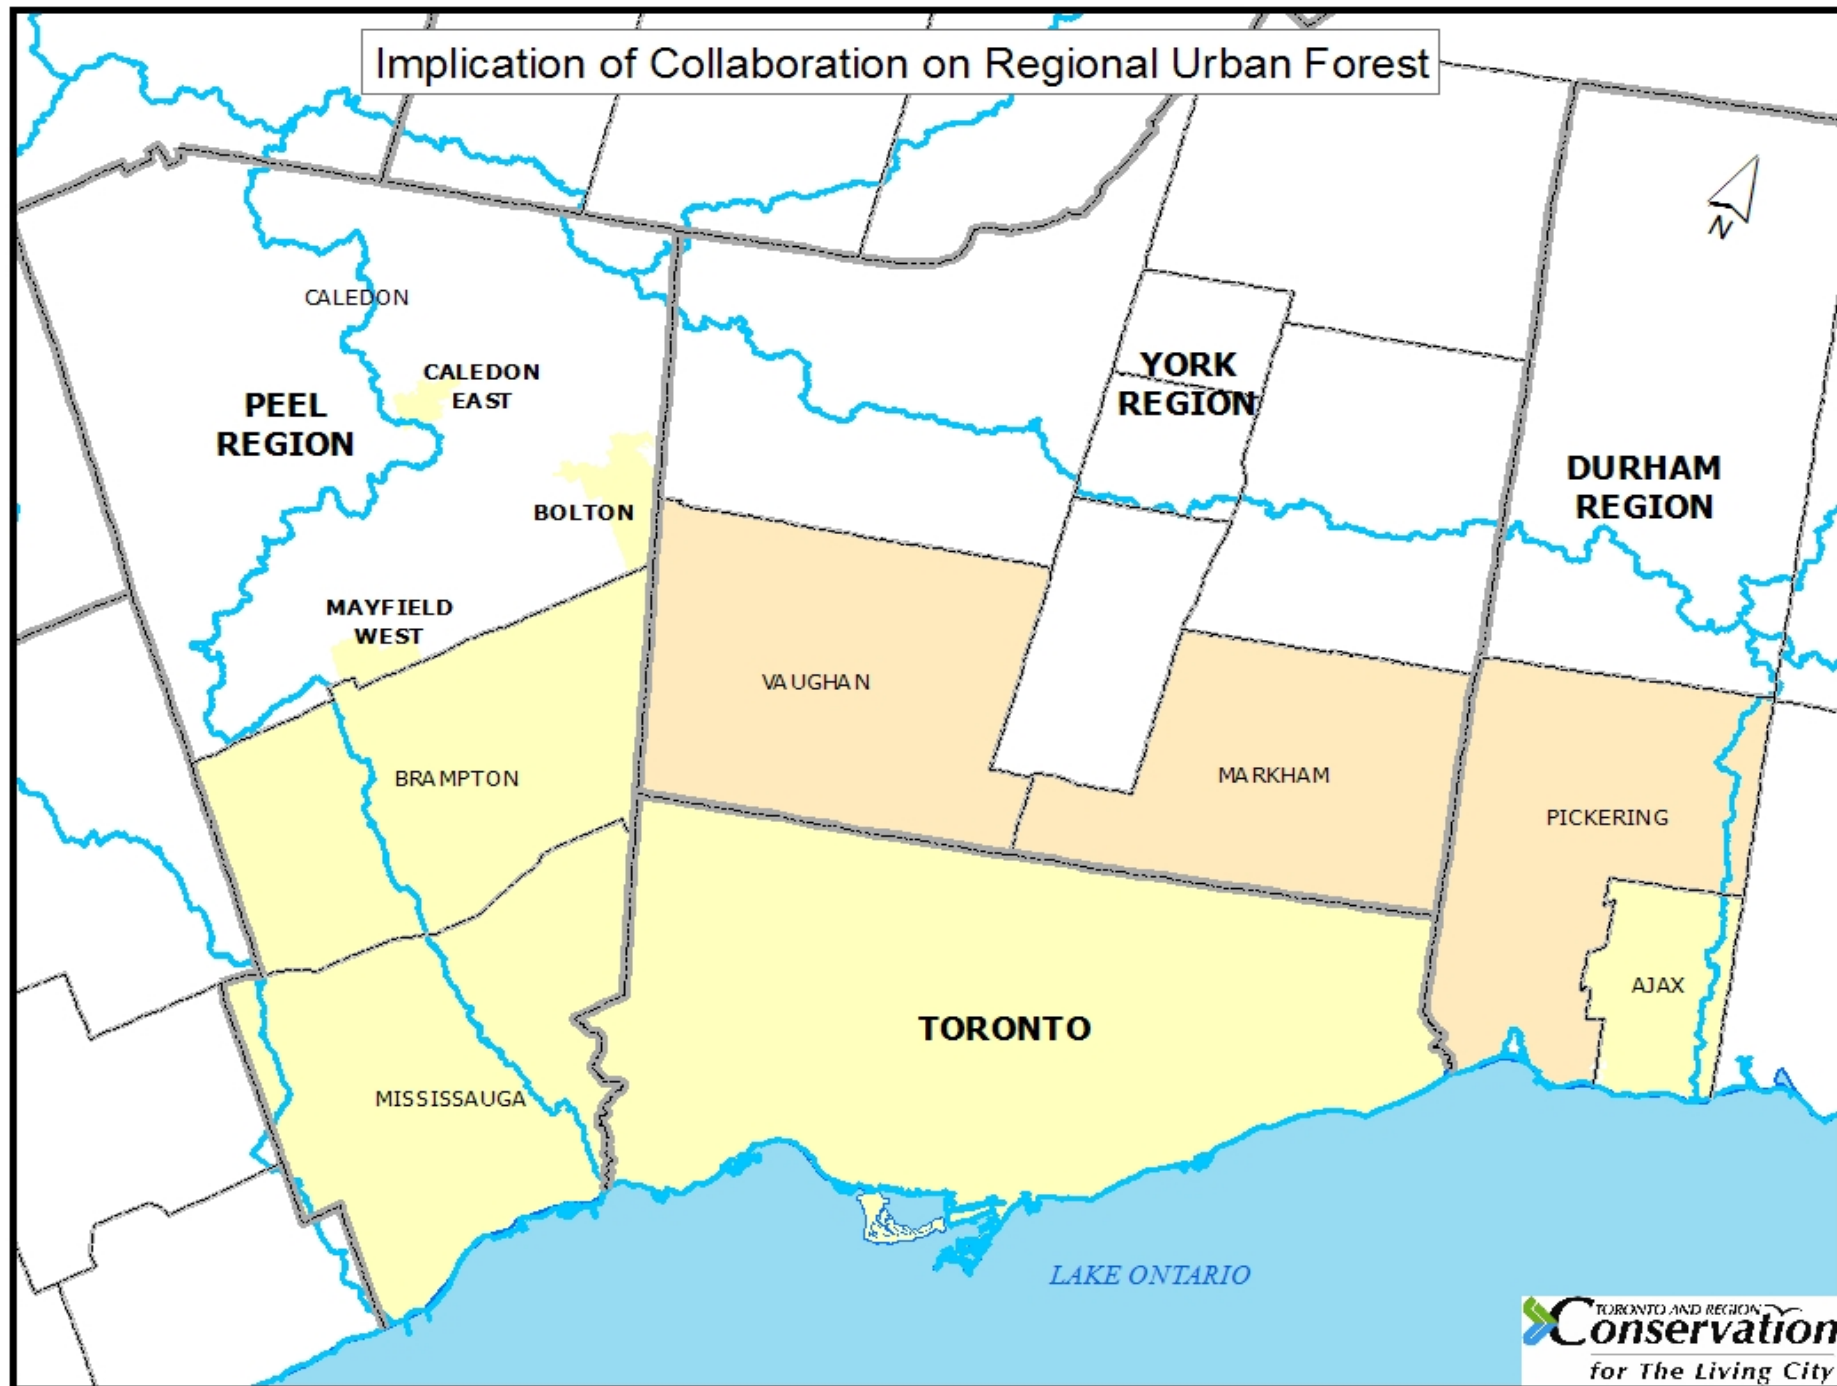 Implication of Collaboration on Regional Urban Forest
N
CALEDON
CALEDON
EAST
PEEL
REGION
YORK
REGION
DURHAM
REGION
BOLTON
MAYFIELD
WEST
VAUGHAN
BRAMPTON
MARKHAM
PICKERING
AJAX
TORONTO
MISSISSAUGA
LAKE ONTARIO
TORONTO AND REGION
Conservation
for The Living City